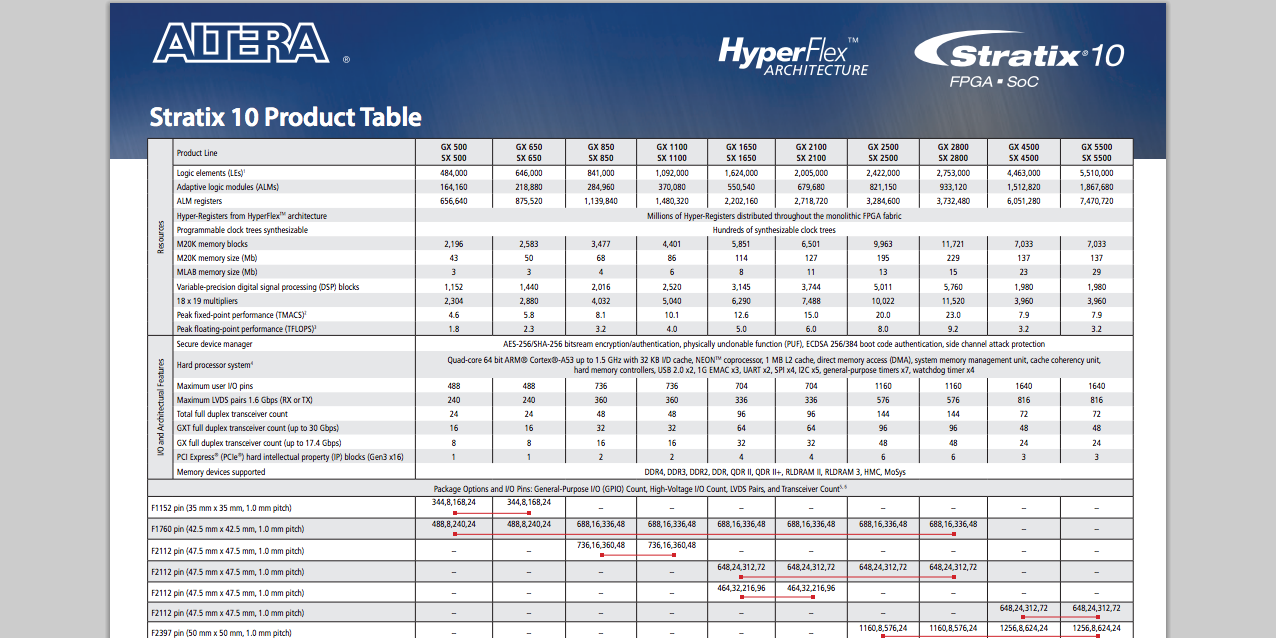 ALTERA®
HyperFlex™
ARCHITECTURE
Stratix® 10
FPGA ▪ SoC
Stratix 10 Product Table
Product Line GX 500 GX 650 GX 850 GX 1100 GX 1650 GX 2100 GX 2500 GX 2800 GX 4500 GX 5500
SX 500 SX 650 SX 850 SX 1100 SX 1650 SX 2100 SX 2500 SX 2800 SX 4500 SX 5500
Resources
Logic elements (LEs)1 484,000 646,000 841,000 1,092,000 1,624,000 2,005,000 2,422,000 2,753,000 4,463,000 5,510,000
Adaptive logic modules (ALMs) 164,160 218,880 284,960 370,080 550,540 679,680 821,150 933,120 1,512,820 1,867,680
ALM registers 656,640 875,520 1,139,840 1,480,320 2,202,160 2,718,720 3,284,600 3,732,480 6,051,280 7,470,720
Hyper-Registers from HyperFlex™ architecture Millions of Hyper-Registers distributed throughout the monolithic FPGA fabric
Programmable clock trees synthesizable Hundreds of synthesizable clock trees
M20K memory blocks 2,196 2,583 3,477 4,401 5,851 6,501 9,963 11,721 7,033 7,033
M20K memory size (Mb) 43 50 68 86 114 127 195 229 137 137
MLAB memory size (Mb) 3 3 4 6 8 11 13 15 23 29
Variable-precision digital signal processing (DSP) blocks 1,152 1,440 2,016 2,520 3,145 3,744 5,011 5,760 1,980 1,980
18 x 19 multipliers 2,304 2,880 4,032 5,040 6,290 7,488 10,022 11,520 3,960 3,960
Peak fixed-point performance (TMACS)2 4.6 5.8 8.1 10.1 12.6 15.0 20.0 23.0 7.9 7.9
Peak floating-point performance (TFLOPS)3 1.8 2.3 3.2 4.0 5.0 6.0 8.0 9.2 3.2 3.2
I/O and Architectural Features
Secure device manager AES-256/SHA-256 bitsream encryption/authentication, physically unclonable function (PUF), ECDSA 256/384 boot code authentication, side channel attack protection
Hard processor system4 Quad-core 64 bit ARM® Cortex®-A53 up to 1.5 GHz with 32 KB I/D cache, NEON™ coprocessor, 1 MB L2 cache, direct memory access (DMA), system memory management unit, cache coherency unit,
hard memory controllers, USB 2.0 x2, 1G EMAC x3, UART x2, SPI x4, I2C x5, general-purpose timers x7, watchdog timer x4
Maximum user I/O pins 488 488 736 736 704 704 1160 1160 1640 1640
Maximum LVDS pairs 1.6 Gbps (RX or TX) 240 240 360 360 336 336 576 576 816 816
Total full duplex transceiver count 24 24 48 48 96 96 144 144 72 72
GXT full duplex transceiver count (up to 30 Gbps) 16 16 32 32 64 64 96 96 48 48
GX full duplex transceiver count (up to 17.4 Gbps) 8 8 16 16 32 32 48 48 24 24
PCI Express® (PCIe®) hard intellectual property (IP) blocks (Gen3 x16) 1 1 2 2 4 4 6 6 3 3
Memory devices supported DDR4, DDR3, DDR2, DDR, QDR II, QDR II+, RLDRAM II, RLDRAM 3, HMC, MoSys
Package Options and I/O Pins: General-Purpose I/O (GPIO) Count, High-Voltage I/O Count, LVDS Pairs, and Transceiver Count5, 6
F1152 pin (35 mm x 35 mm, 1.0 mm pitch) 344,8,168,24 344,8,168,24 – – – – – – – –
F1760 pin (42.5 mm x 42.5 mm, 1.0 mm pitch) 488,8,240,24 488,8,240,24 688,16,336,48 688,16,336,48 688,16,336,48 688,16,336,48 688,16,336,48 688,16,336,48 – –
F2112 pin (47.5 mm x 47.5 mm, 1.0 mm pitch) – – 736,16,360,48 736,16,360,48 – – – – – –
F2112 pin (47.5 mm x 47.5 mm, 1.0 mm pitch) – – – – 648,24,312,72 648,24,312,72 648,24,312,72 648,24,312,72 – –
F2112 pin (47.5 mm x 47.5 mm, 1.0 mm pitch) – – – – 464,32,216,96 464,32,216,96 – – – –
F2112 pin (47.5 mm x 47.5 mm, 1.0 mm pitch) – – – – – – – – 648,24,312,72 648,24,312,72
F2397 pin (50 mm x 50 mm, 1.0 mm pitch) – – – – – – 1160,8,576,24 1160,8,576,24 1256,8,624,24 1256,8,624,24